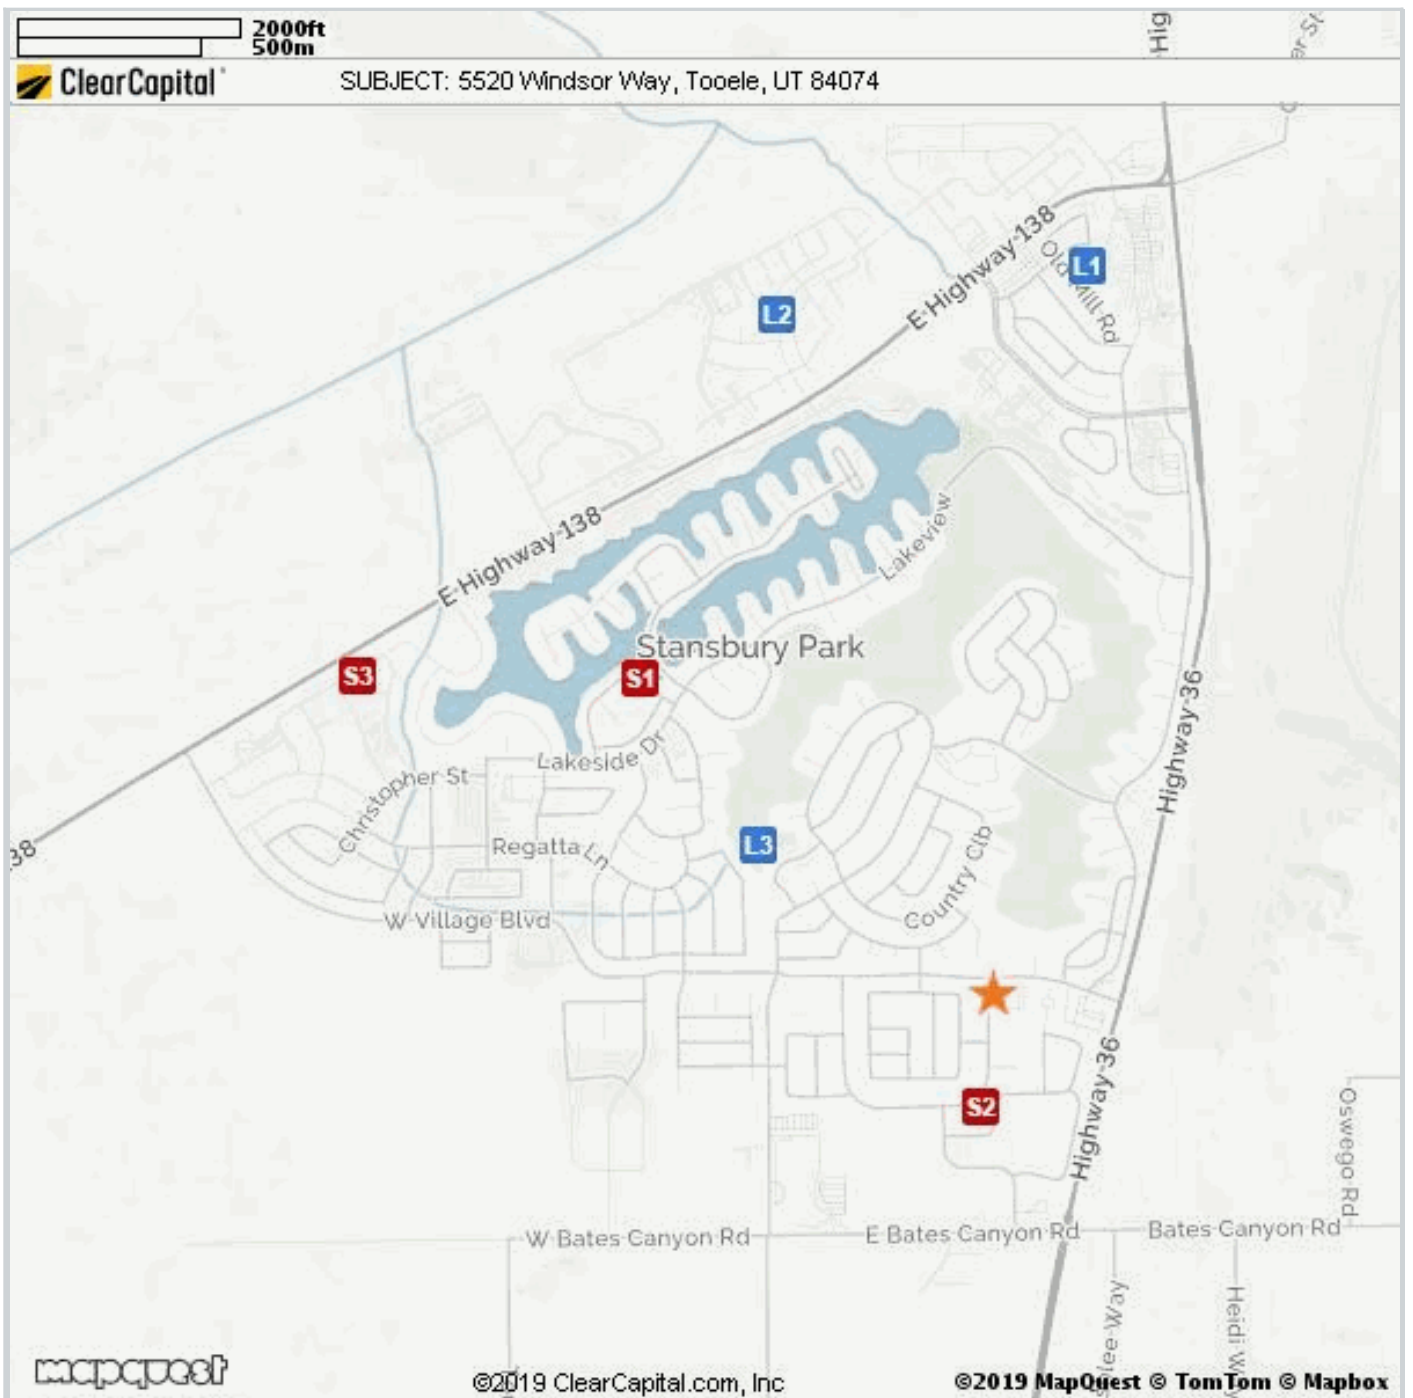 2000ft
500m
ClearCapital
SUBJECT: 5520 Windsor Way, Tooele, UT 84074
E Highway 138
Old Mill Rd
L1
L2
Lakeview
E Highway 138
Stansbury Park
S3
S1
Highway 36
Lakeside Dr
Christopher St
Regatta Ln
L3
Country Clb
38
W Village Blvd
S2
Highway 36
Oswego Rd
W Bates Canyon Rd
E Bates Canyon Rd
Bates Canyon Rd
Heidi W
mapquest
©2019 ClearCapital.com, Inc
©2019 MapQuest © TomTom © Mapbox